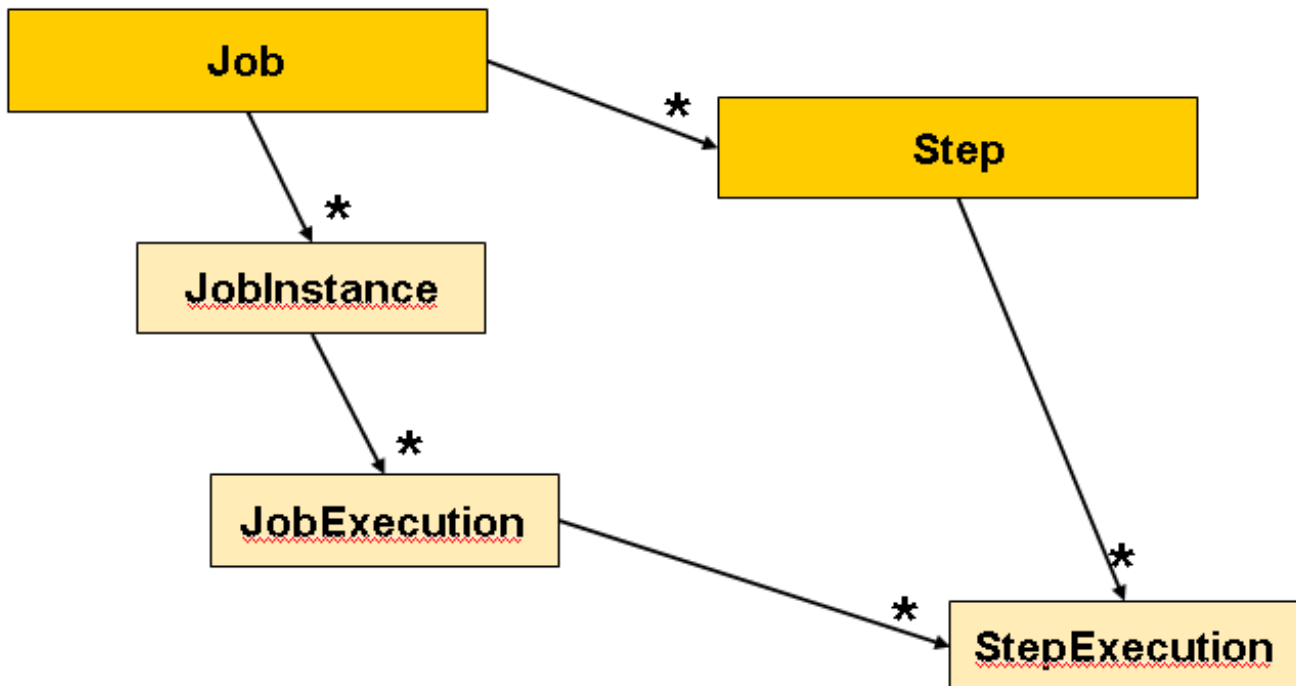 Job
*
Step
*
JobInstance
*
JobExecution
*
*
StepExecution